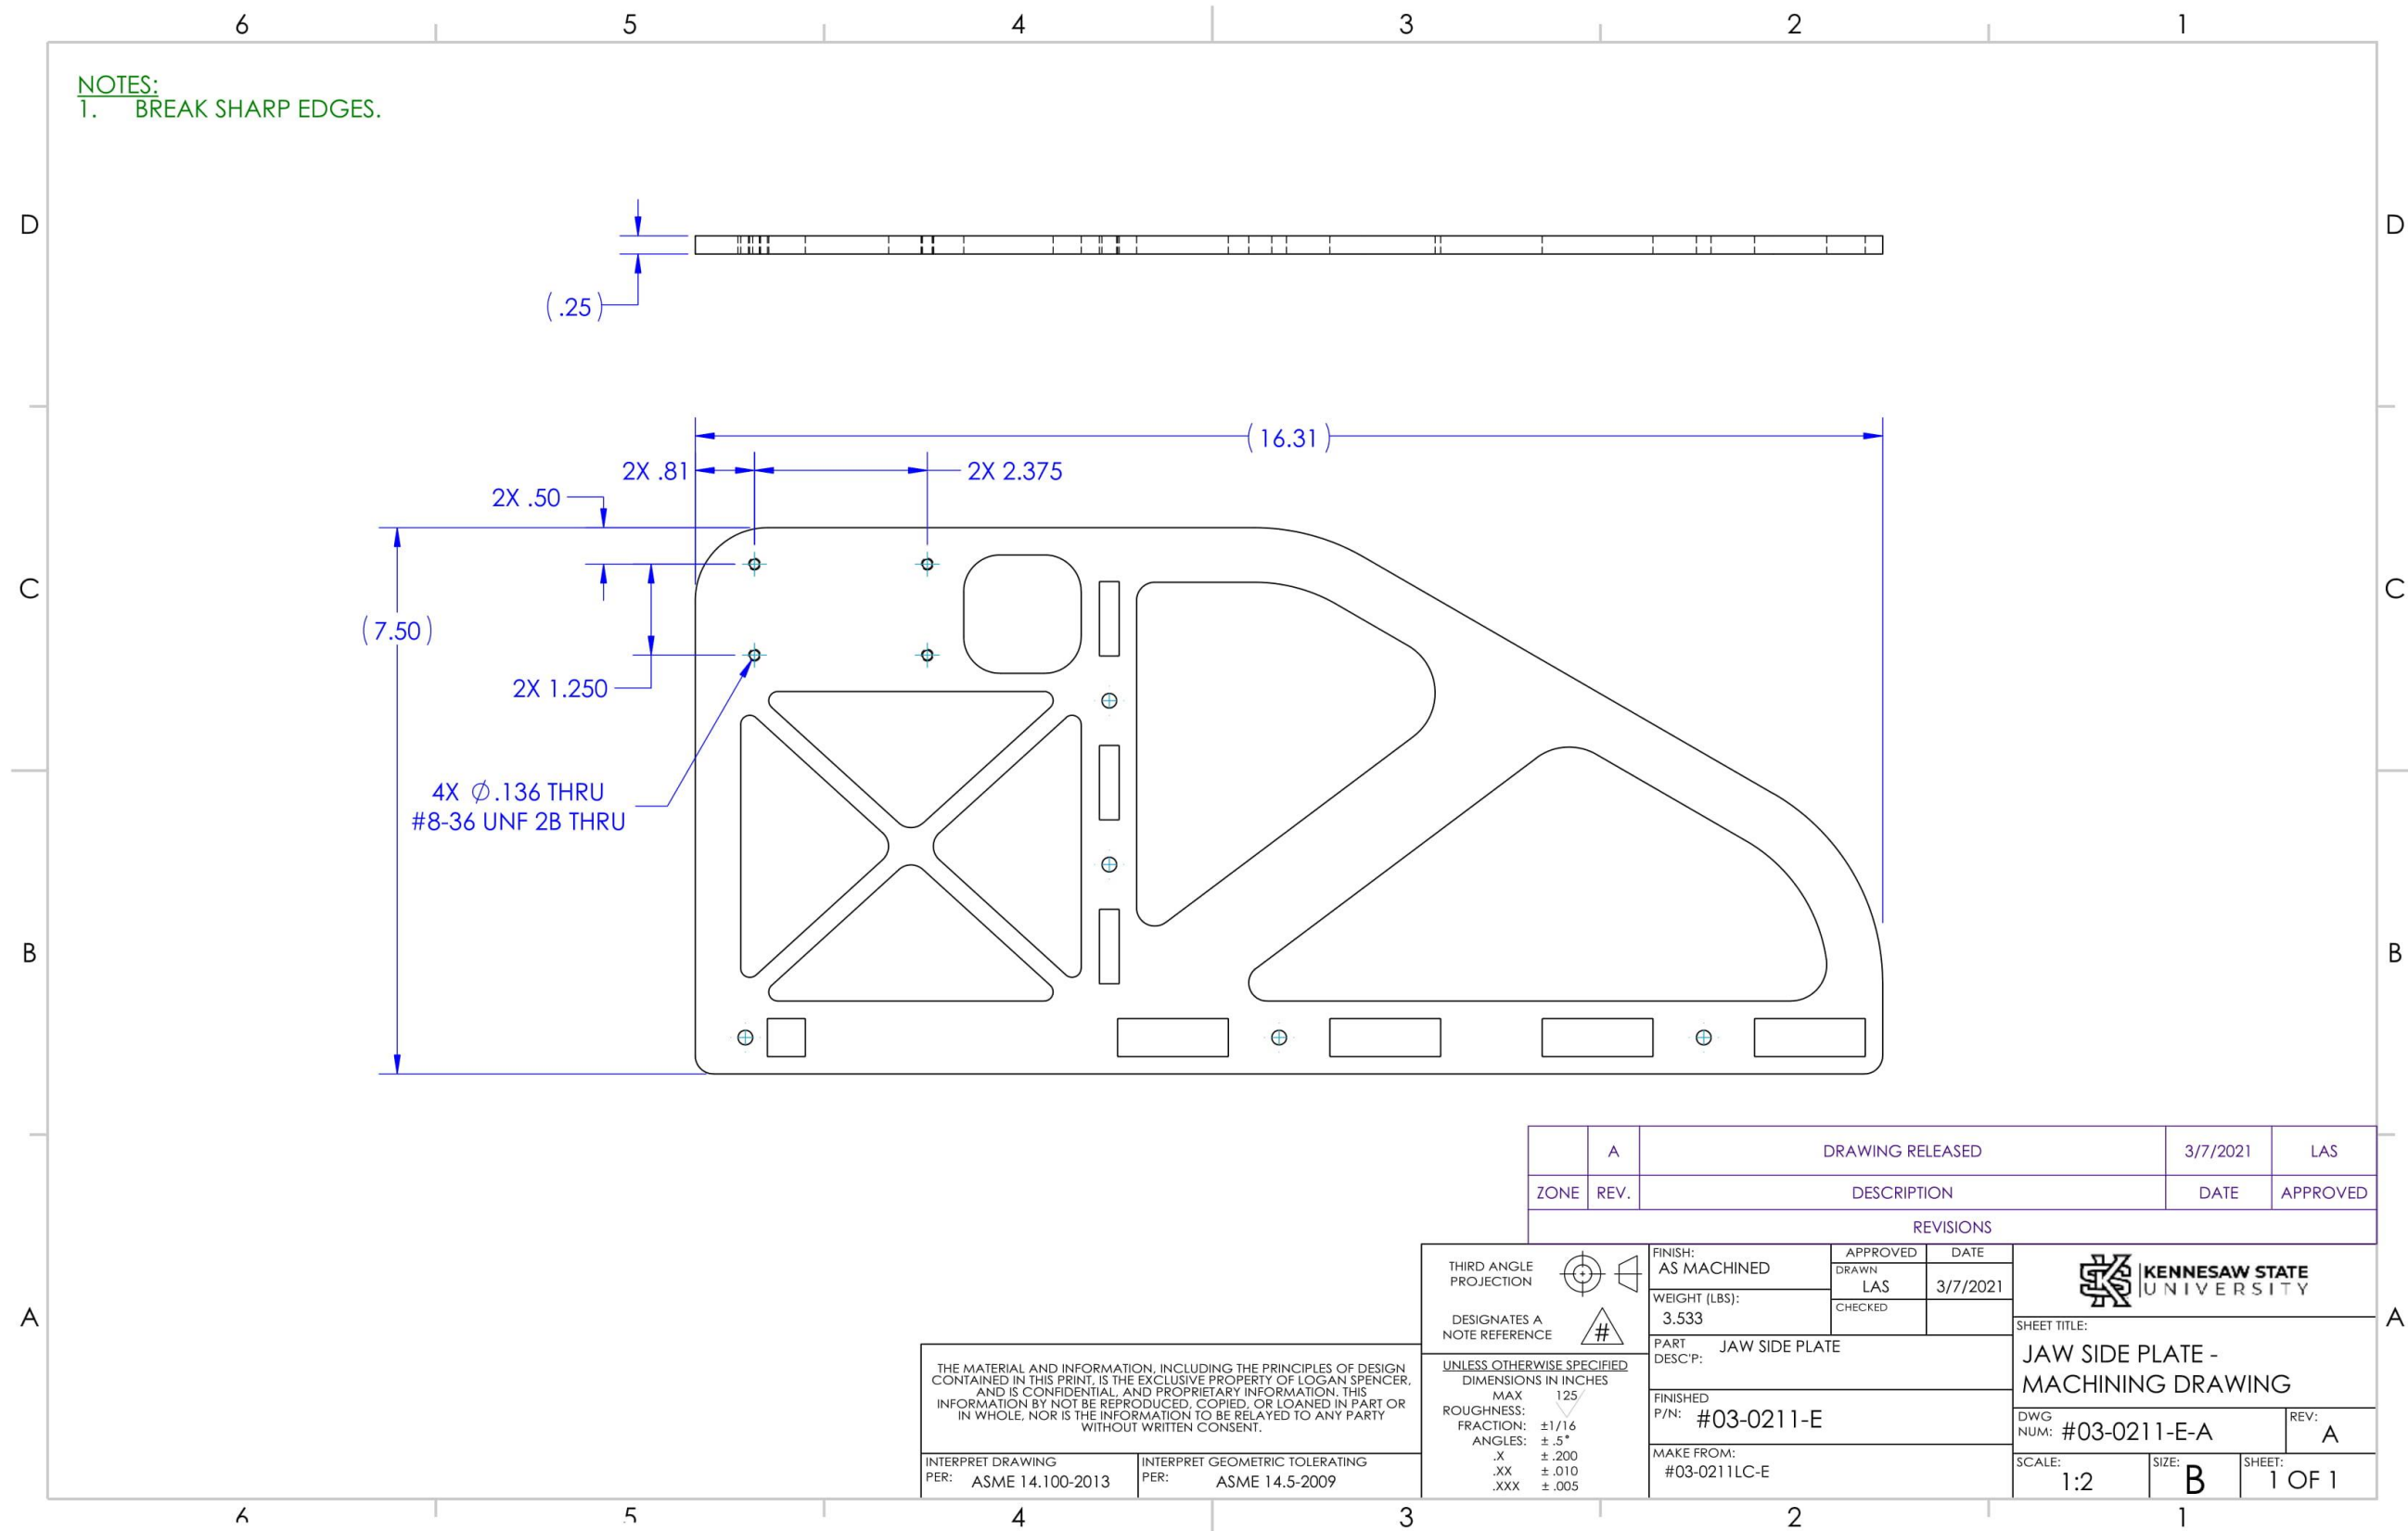 6 5 4 3 2 1
NOTES:
1. BREAK SHARP EDGES.
D D
( .25 )
( 16.31 )
2X .81 2X 2.375
2X .50
C C
( 7.50 )
2X 1.250
4X Ø.136 THRU
#8-36 UNF 2B THRU
B B
A DRAWING RELEASED 3/7/2021 LAS
ZONE REV. DESCRIPTION DATE APPROVED
REVISIONS
A A
THE MATERIAL AND INFORMATION, INCLUDING THE PRINCIPLES OF DESIGN
CONTAINED IN THIS PRINT, IS THE EXCLUSIVE PROPERTY OF LOGAN SPENCER,
AND IS CONFIDENTIAL, AND PROPRIETARY INFORMATION. THIS
INFORMATION BY NOT BE REPRODUCED, COPIED, OR LOANED IN PART OR
IN WHOLE, NOR IS THE INFORMATION TO BE RELAYED TO ANY PARTY
WITHOUT WRITTEN CONSENT.
INTERPRET DRAWING
PER: ASME 14.100-2013
INTERPRET GEOMETRIC TOLERATING
PER: ASME 14.5-2009
THIRD ANGLE
PROJECTION
DESIGNATES A
NOTE REFERENCE #
UNLESS OTHERWISE SPECIFIED
DIMENSIONS IN INCHES
MAX 125
ROUGHNESS:
FRACTION: ±1/16
ANGLES: ± .5°
.X ± .200
.XX ± .010
.XXX ± .005
FINISH:
AS MACHINED
WEIGHT (LBS):
3.533
APPROVED DATE
DRAWN
LAS 3/7/2021
CHECKED
PART
DESC'P: JAW SIDE PLATE
FINISHED
P/N: #03-0211-E
MAKE FROM:
#03-0211LC-E
KS KENNESAW STATE
UNIVERSITY
SHEET TITLE:
JAW SIDE PLATE -
MACHINING DRAWING
DWG
NUM: #03-0211-E-A
REV:
A
SCALE:
1:2
SIZE:
B
SHEET:
1 OF 1
6 5 4 3 2 1